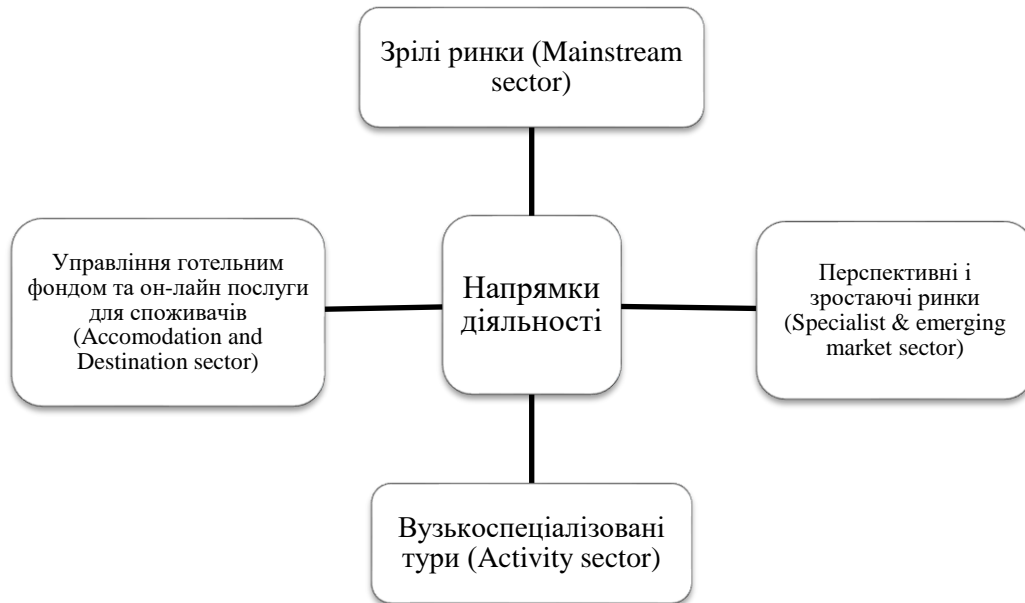 Зрілі ринки (Mainstream
sector)
Управління готельним
фондом та он-лайн послуги
для споживачів
(Accomodation and
Destination sector)
Напрямки
діяльності
Перспективні і
зростаючі ринки
(Specialist & emerging
market sector)
Вузькоспеціалізовані
тури (Activity sector)